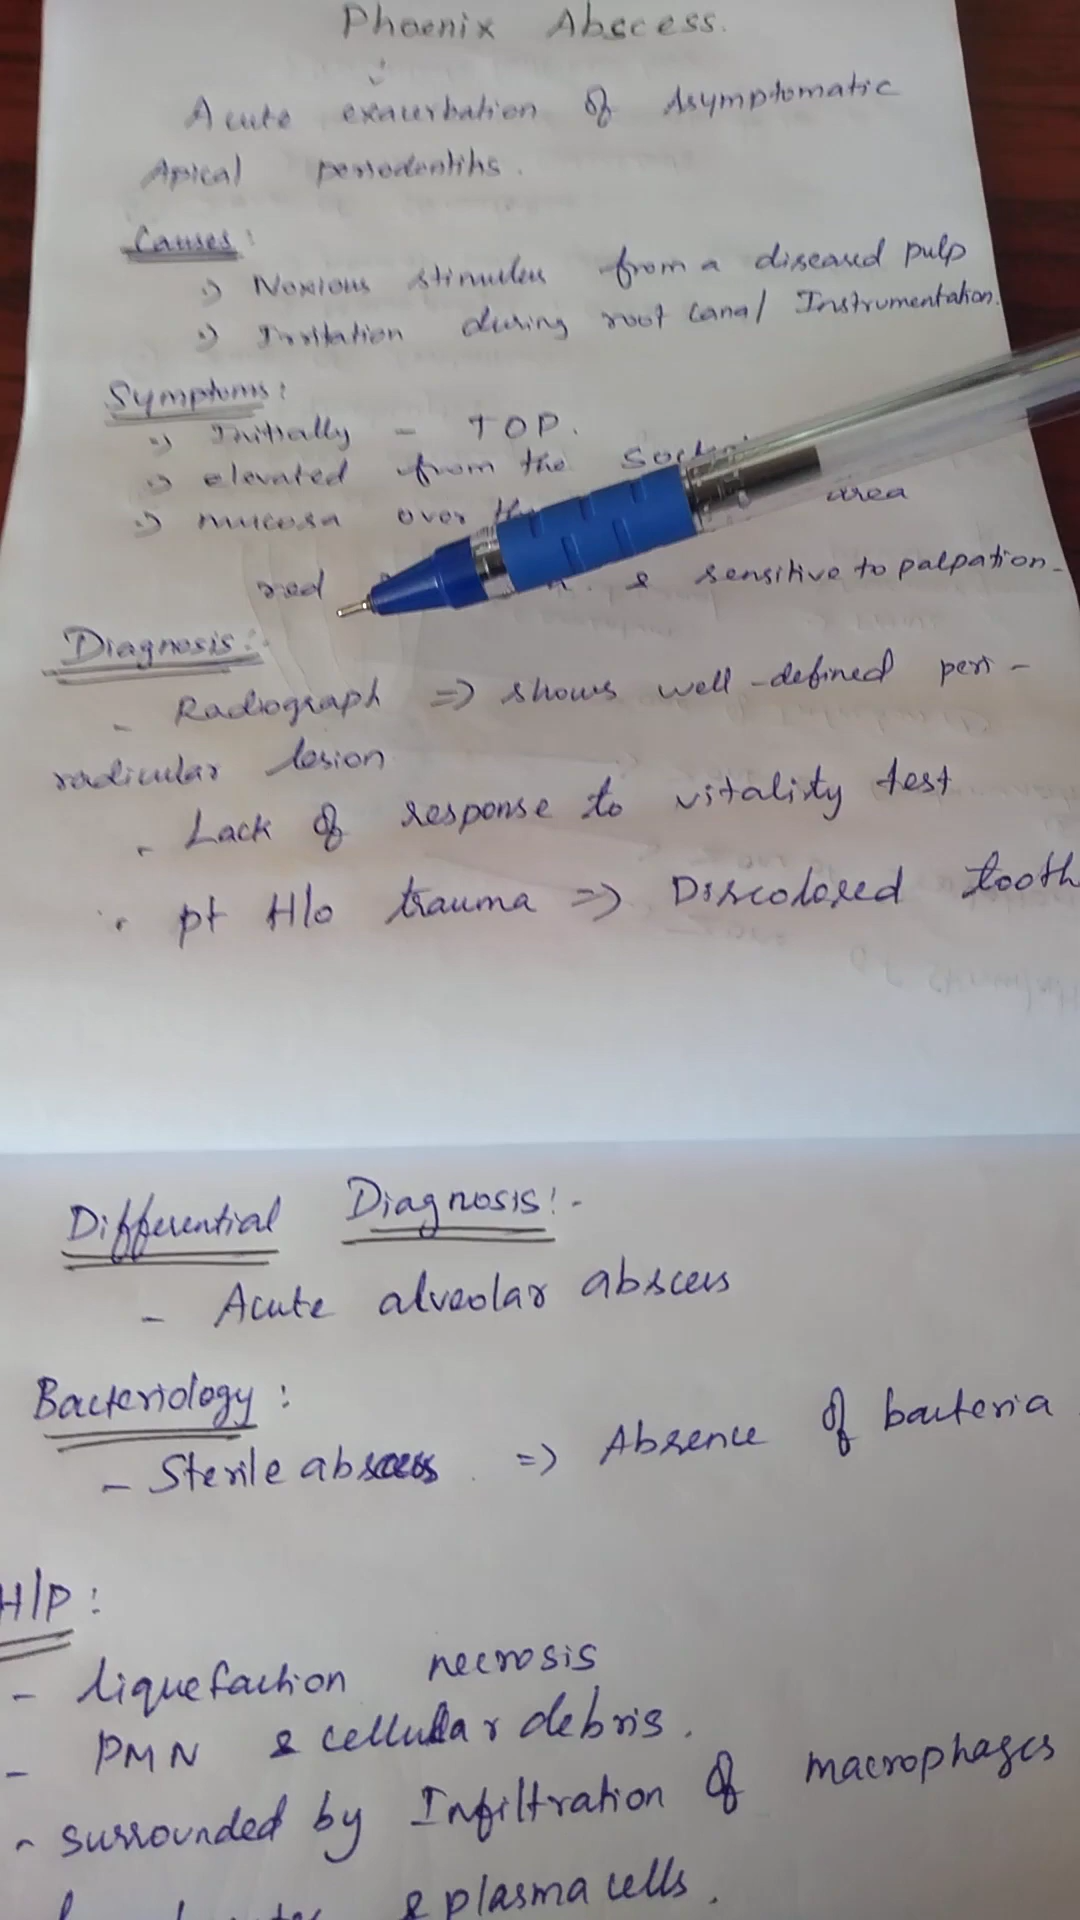 Phoenix Abscess.
Acute exacerbation of Asymptomatic
Apical periodontitis.
Causes:
Noxious stimulus from a diseased pulp
Irritation during root canal Instrumentation.
Symptoms:
Initially - TOP.
elevated from the
mucosa over area
red & sensitive to palpation-
Diagnosis:-
- Radiograph => shows well-defined peri-
radicular lesion
- Lack of response to vitality test
pt H/o trauma => Discolored tooth
Differential Diagnosis:-
- Acute alveolar abscess
Bacteriology:
- Sterile abscess => Absence of bacteria
H/P:
- liquefaction necrosis
- PMN & cellular debris.
- surrounded by Infiltration of macrophages
& plasma cells.